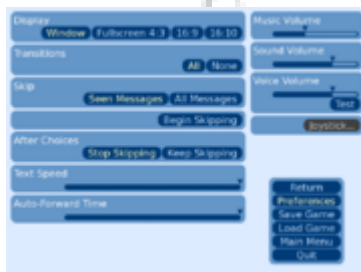 Display
Window Fullscreen 4:3 16:9 16:10
Transitions
All None
Skip
Seen Messages All Messages
Begin Skipping
After Choices
Stop Skipping Keep Skipping
Text Speed
Auto-Forward Time
Music Volume
Sound Volume
Voice Volume
Test
Joystick...
Return
Preferences
Save Game
Load Game
Main Menu
Quit